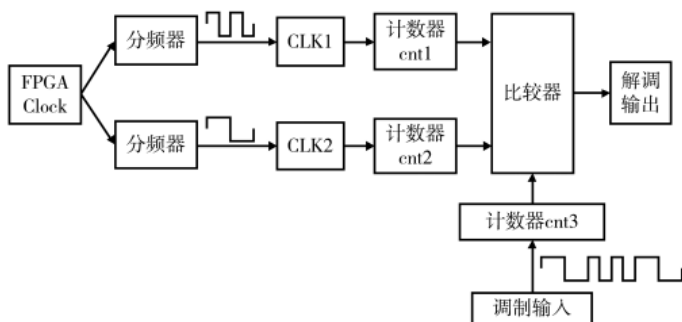 FPGA
Clock
分频器
CLK1
计数器
cnt1
分频器
CLK2
计数器
cnt2
比较器
解调
输出
计数器cnt3
调制输入